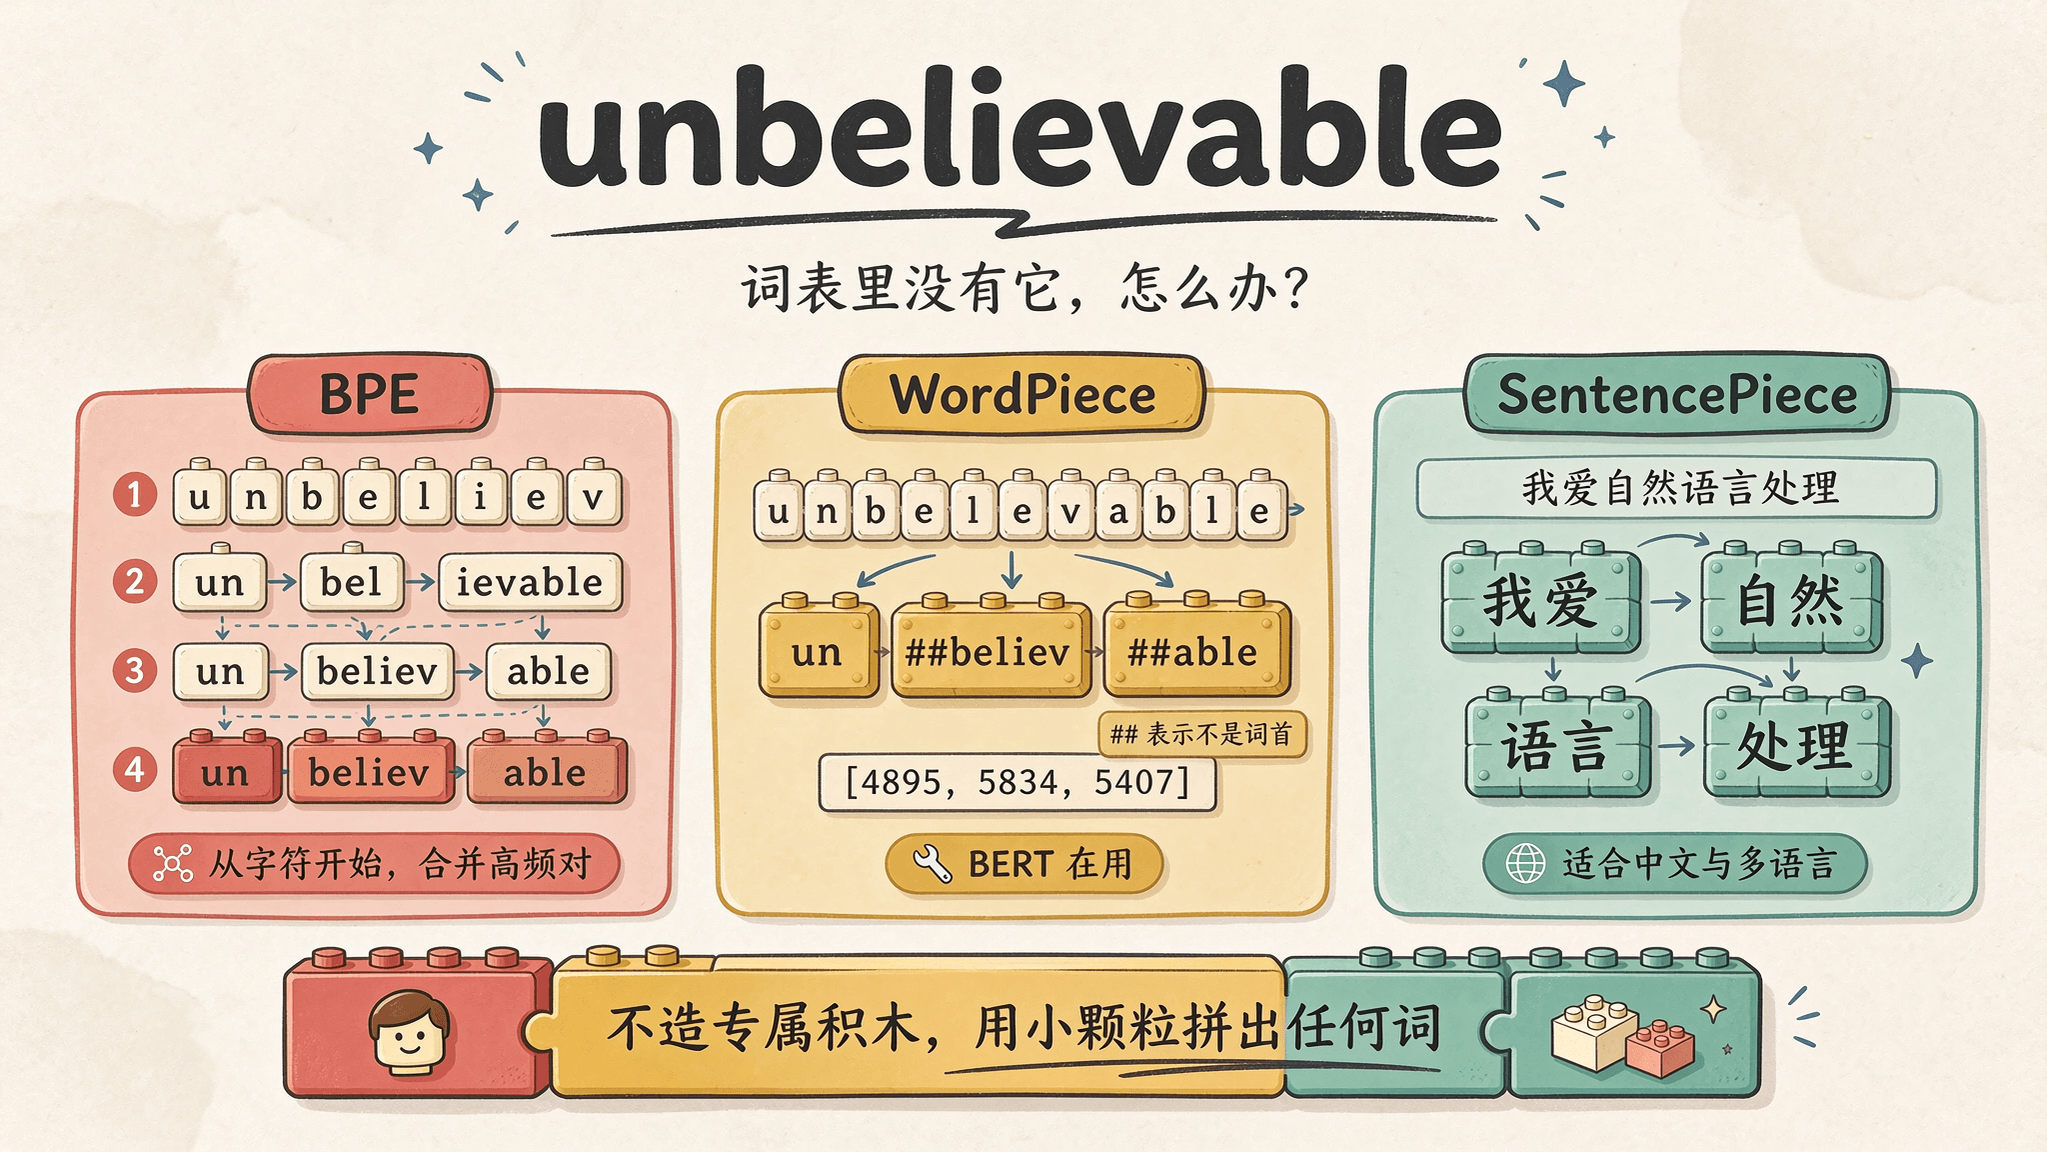 unbelievable
词表里没有它，怎么办？
BPE
1 u n b e l i e v
2 un bel ievable
3 un believ able
4 un believ able
从字符开始，合并高频对
WordPiece
u n b e l e v a b l e
un ##believ ##able
## 表示不是词首
[4895, 5834, 5407]
BERT 在用
SentencePiece
我爱自然语言处理
我爱 自然
语言 处理
适合中文与多语言
不造专属积木，用小颗粒拼出任何词